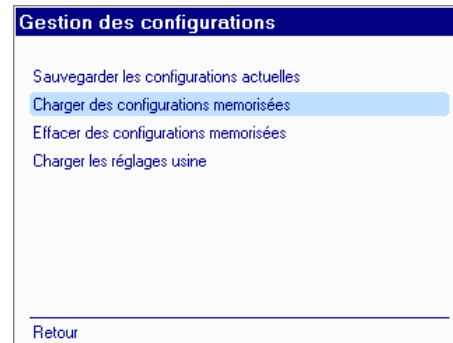 Gestion des configurations
Sauvegarder les configurations actuelles
Charger des configurations memorisées
Effacer des configurations memorisées
Charger les réglages usine
Retour